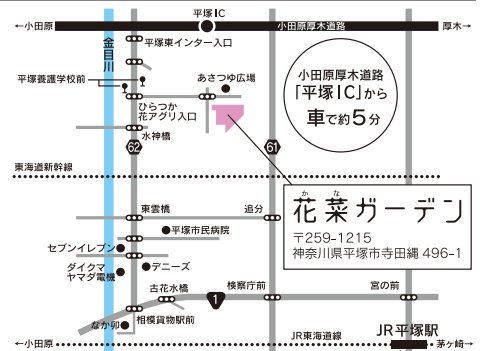 ←小田原
平塚IC
小田原厚木道路
厚木→
金目川
平塚東インター入口
平塚養護学校前
あさつゆ広場
ひらつか
花アグリ入口
水神橋
小田原厚木道路
「平塚IC」から
車で約5分
62
61
東海道新幹線
かな
花菜ガーデン
〒259-1215
神奈川県平塚市寺田縄 496-1
東雲橋
追分
平塚市民病院
セブンイレブン
デニーズ
ダイクマ
ヤマダ電機
古花水橋
1
検察庁前
宮の前
相模貨物駅前
なか卯
JR東海道線
JR平塚駅
←小田原
茅ヶ崎→